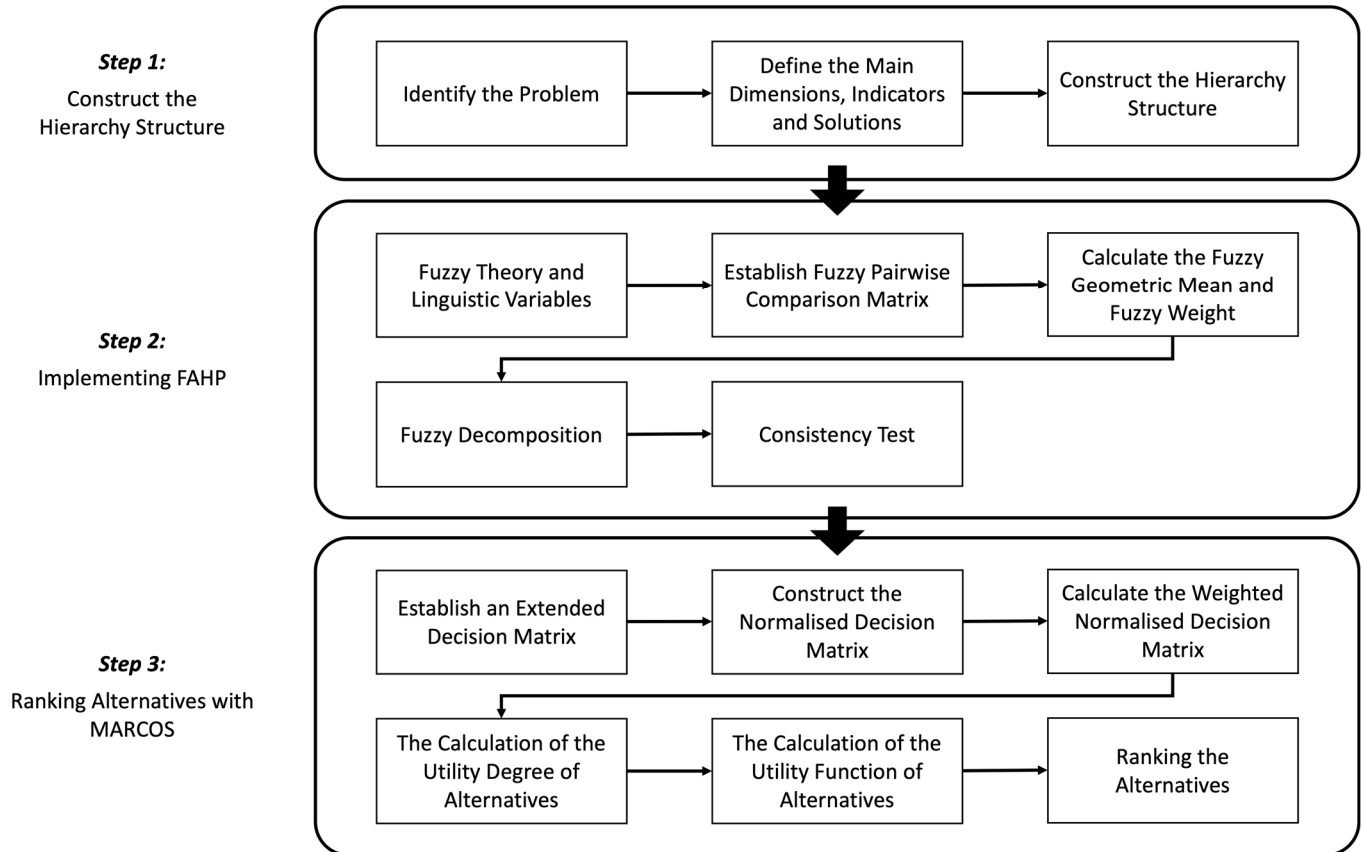 Step 1:
Construct the
Hierarchy Structure
Identify the Problem
Define the Main
Dimensions, Indicators
and Solutions
Construct the Hierarchy
Structure
Step 2:
Implementing FAHP
Fuzzy Theory and
Linguistic Variables
Establish Fuzzy Pairwise
Comparison Matrix
Calculate the Fuzzy
Geometric Mean and
Fuzzy Weight
Fuzzy Decomposition
Consistency Test
Step 3:
Ranking Alternatives with
MARCOS
Establish an Extended
Decision Matrix
Construct the
Normalised Decision
Matrix
Calculate the Weighted
Normalised Decision
Matrix
The Calculation of the
Utility Degree of
Alternatives
The Calculation of the
Utility Function of
Alternatives
Ranking the
Alternatives